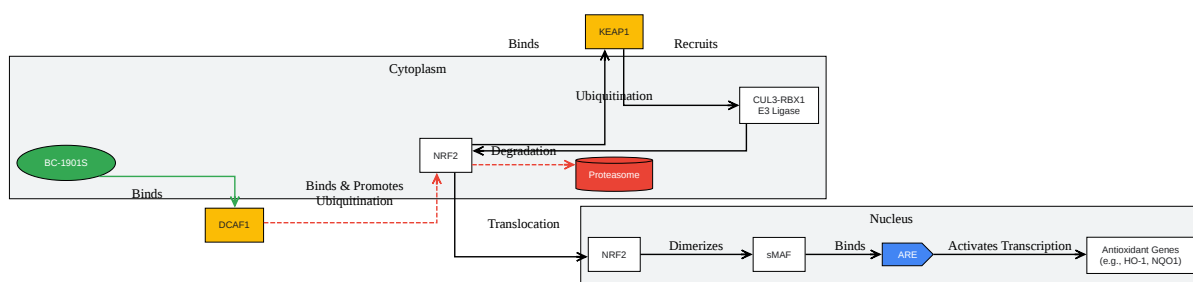 KEAP1
Binds
Recruits
Cytoplasm
Ubiquitination
CUL3-RBX1
E3 Ligase
NRF2
Degradation
BC-1901S
Proteasome
Binds
Binds & Promotes
Ubiquitination
DCAF1
Translocation
Nucleus
NRF2
Dimerizes
sMAF
Binds
ARE
Activates Transcription
Antioxidant Genes
(e.g., HO-1, NQO1)